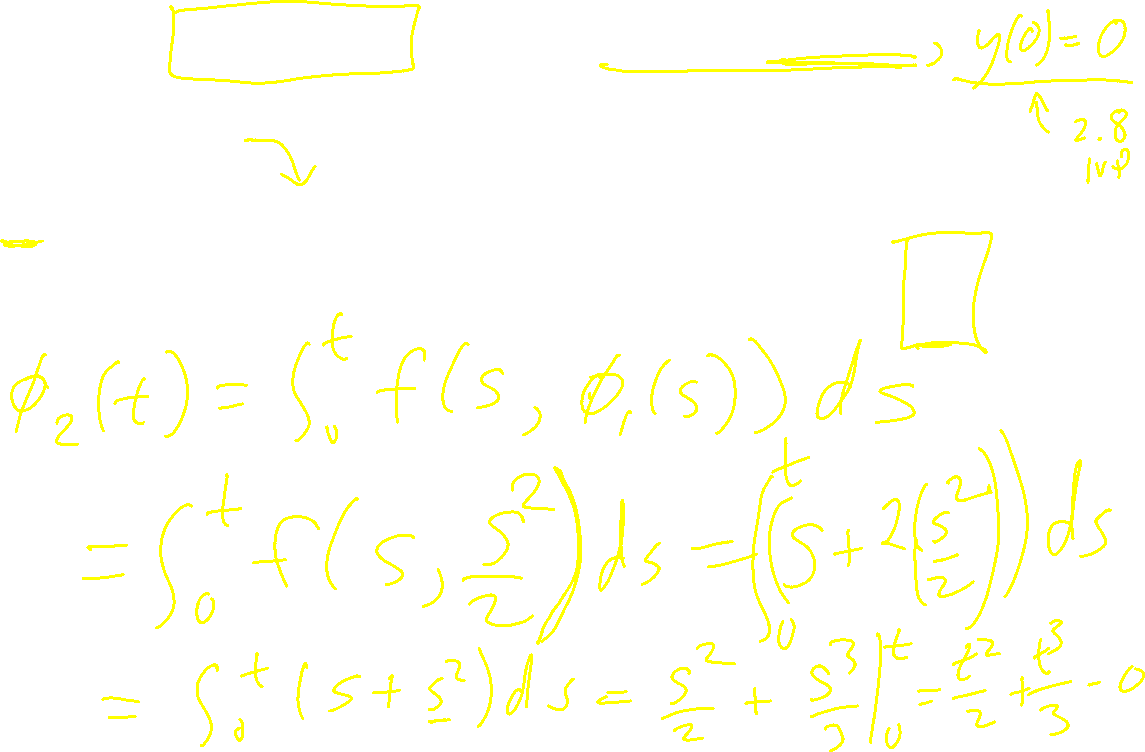 y(0) = 0
2.8
IVP
ϕ₂(t) = ∫₀ᵗ f(s, ϕ₁(s)) ds
= ∫₀ᵗ f(s, s²/2) ds = ∫₀ᵗ (s + 2(s²/2)) ds
= ∫₀ᵗ (s + s²) ds = s²/2 + s³/3 |₀ᵗ = t²/2 + t³/3 - 0